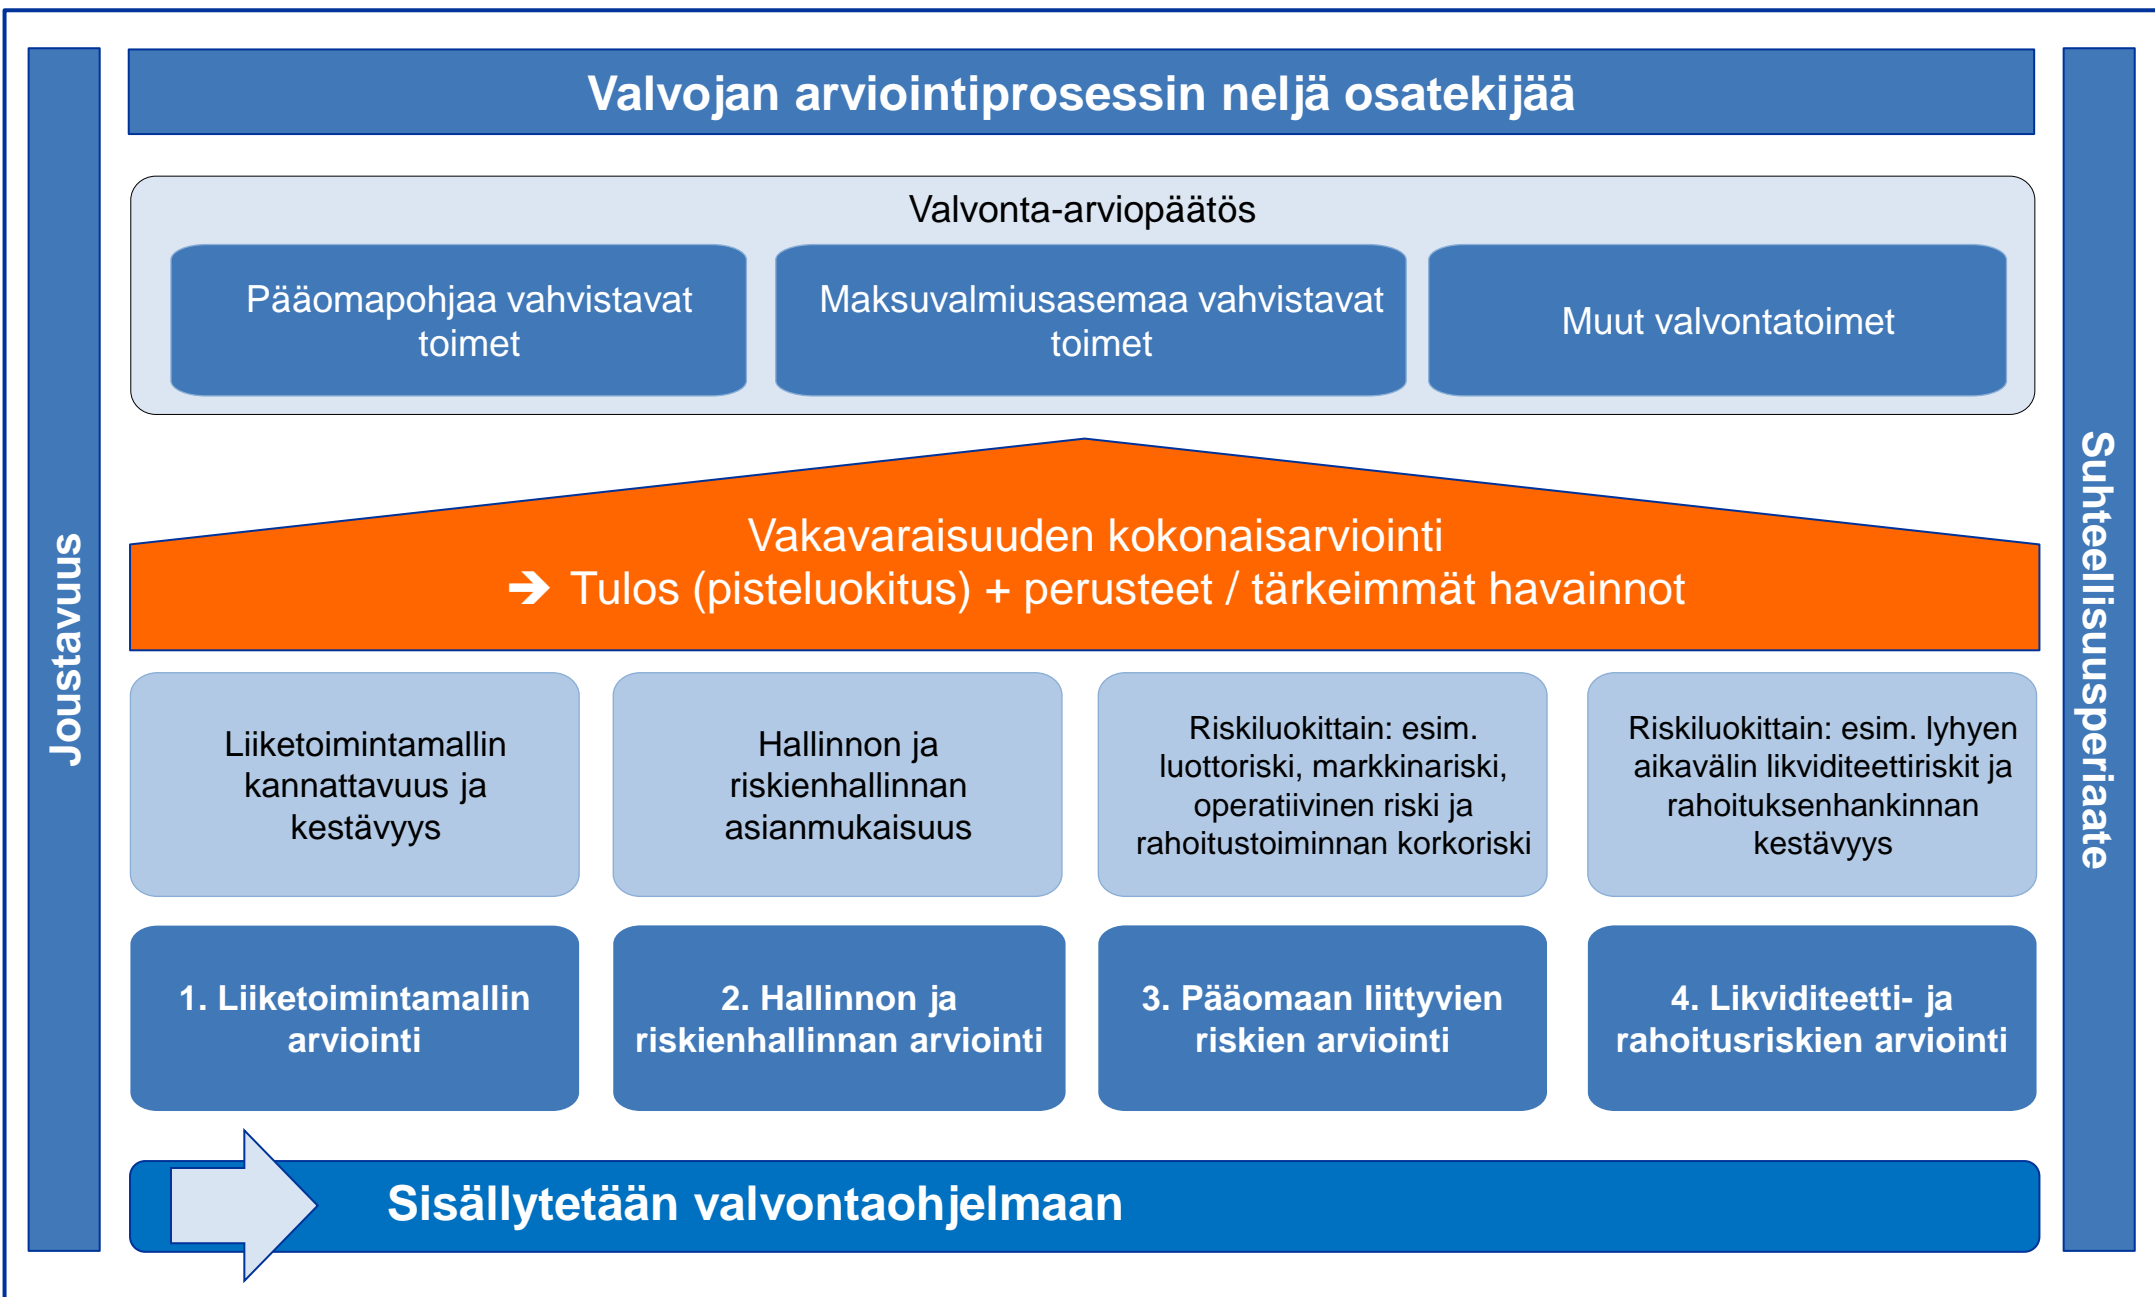 Valvojan arviointiprosessin neljä osatekijää
Joustavuus
Valvonta-arviopäätös
Pääomapohjaa vahvistavat
toimet
Maksuvalmiusasemaa vahvistavat
toimet
Muut valvontatoimet
Vakavaraisuuden kokonaisarviointi
➔ Tulos (pisteluokitus) + perusteet / tärkeimmät havainnot
Liiketoimintamallin
kannattavuus ja
kestävyys
Hallinnon ja
riskienhallinnan
asianmukaisuus
Riskiluokittain: esim.
luottoriski, markkinariski,
operatiivinen riski ja
rahoitustoiminnan korkoriski
Riskiluokittain: esim. lyhyen
aikavälin likviditeettiriskit ja
rahoituksenhankinnan
kestävyys
1. Liiketoimintamallin
arviointi
2. Hallinnon ja
riskienhallinnan arviointi
3. Pääomaan liittyvien
riskien arviointi
4. Likviditeetti- ja
rahoitusriskien arviointi
Sisällytetään valvontaohjelmaan
Suhteellisuusperiaate